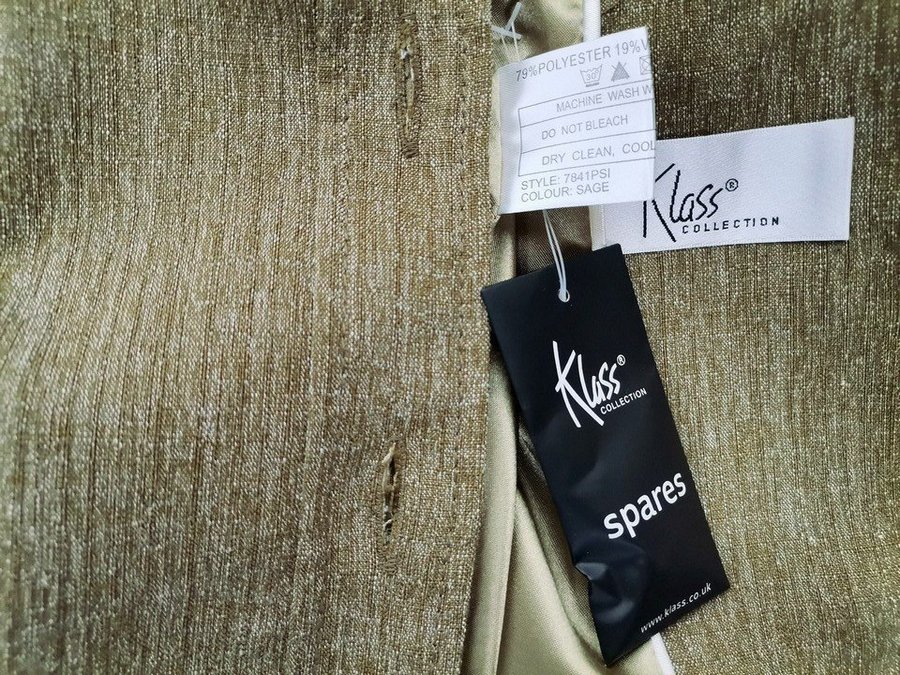 79%POLYESTER 19%V
30
MACHINE WASH W
DO NOT BLEACH
DRY CLEAN, COOL
STYLE: 7841PSI
COLOUR: SAGE
Klass®
COLLECTION
Klass®
COLLECTION
spares
www.klass.co.uk